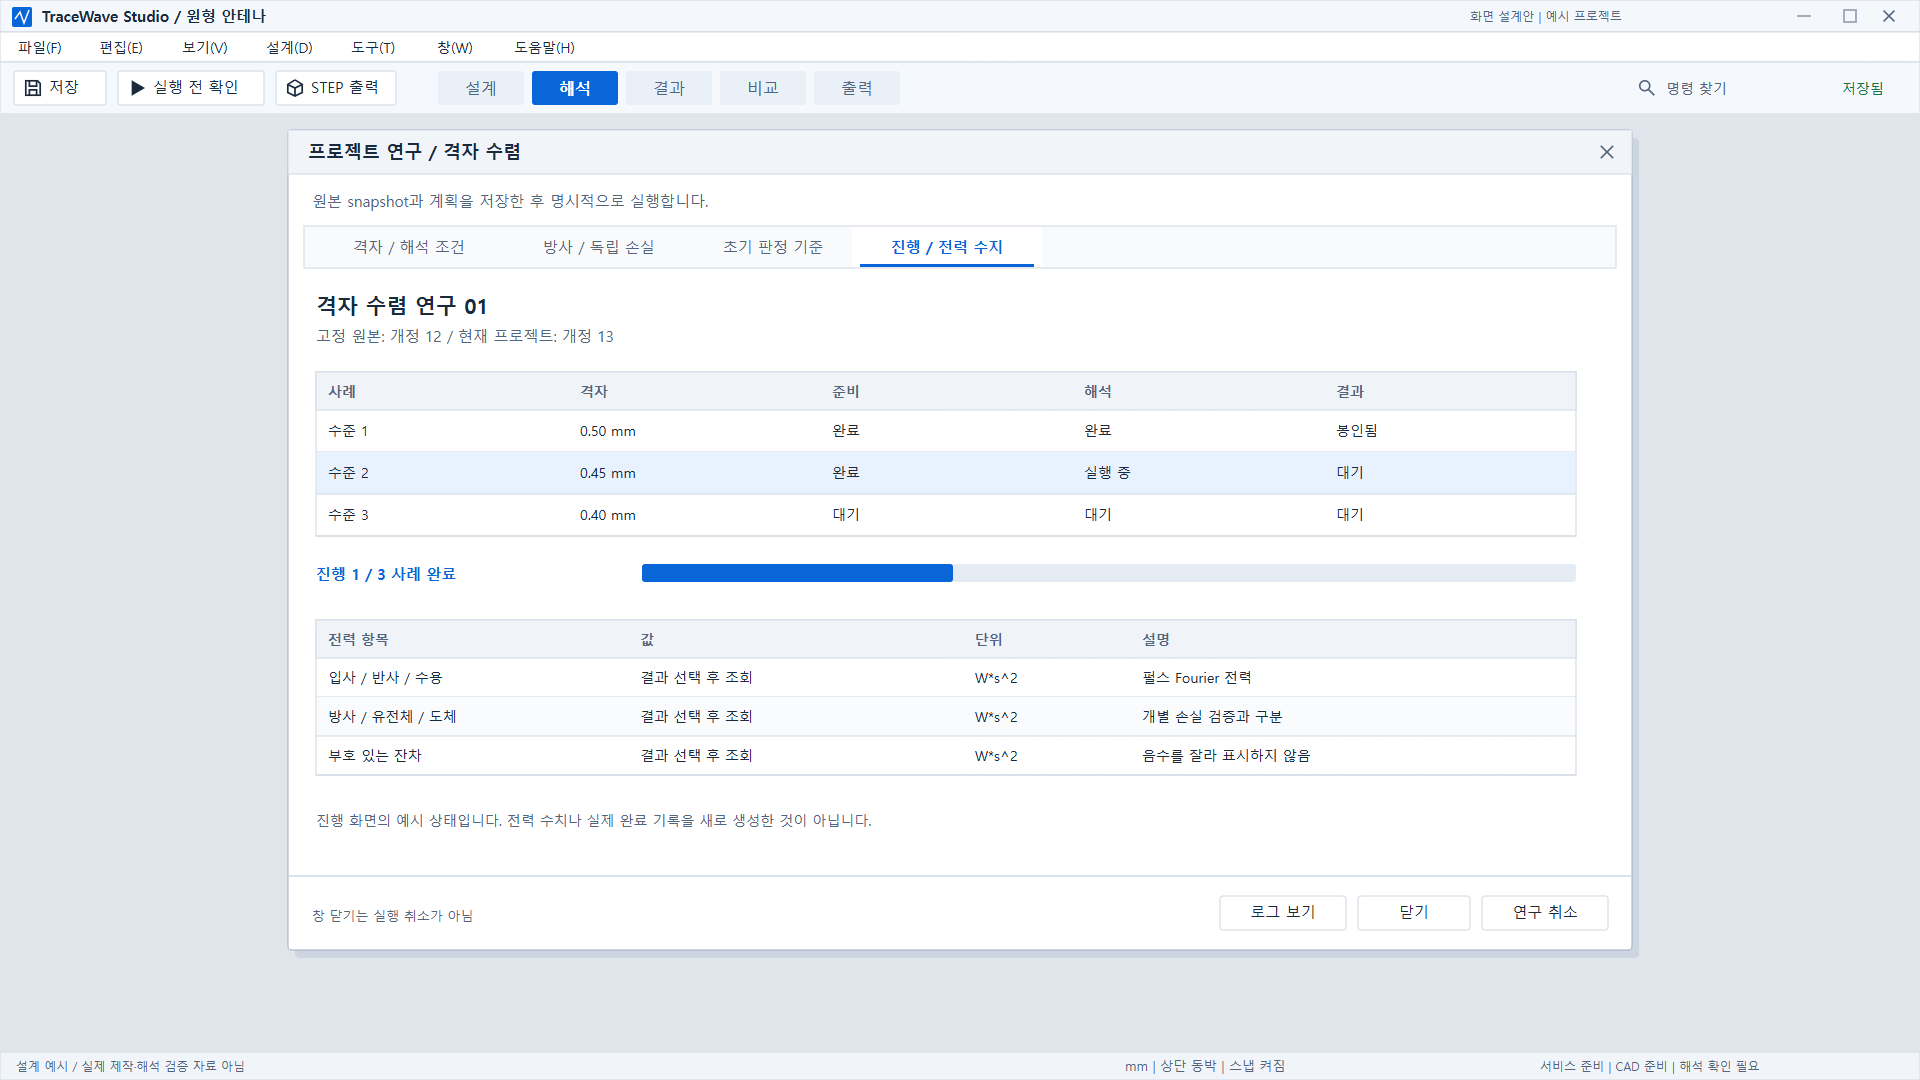 TraceWave Studio / 원형 안테나
화면 설계안 | 예시 프로젝트
파일(F) 편집(E) 보기(V) 설계(D) 도구(T) 창(W) 도움말(H)
저장 실행 전 확인 STEP 출력 설계 해석 결과 비교 출력 명령 찾기 저장됨
프로젝트 연구 / 격자 수렴
원본 snapshot과 계획을 저장한 후 명시적으로 실행합니다.
격자 / 해석 조건 방사 / 독립 손실 초기 판정 기준 진행 / 전력 수지
격자 수렴 연구 01
고정 원본: 개정 12 / 현재 프로젝트: 개정 13
사례 격자 준비 해석 결과
수준 1 0.50 mm 완료 완료 봉인됨
수준 2 0.45 mm 완료 실행 중 대기
수준 3 0.40 mm 대기 대기 대기
진행 1 / 3 사례 완료
전력 항목 값 단위 설명
입사 / 반사 / 수용 결과 선택 후 조회 W*s^2 펄스 Fourier 전력
방사 / 유전체 / 도체 결과 선택 후 조회 W*s^2 개별 손실 검증과 구분
부호 있는 잔차 결과 선택 후 조회 W*s^2 음수를 잘라 표시하지 않음
진행 화면의 예시 상태입니다. 전력 수치나 실제 완료 기록을 새로 생성한 것이 아닙니다.
창 닫기는 실행 취소가 아님
로그 보기 닫기 연구 취소
설계 예시 / 실제 제작·해석 검증 자료 아님
mm | 상단 동박 | 스냅 켜짐
서비스 준비 | CAD 준비 | 해석 확인 필요